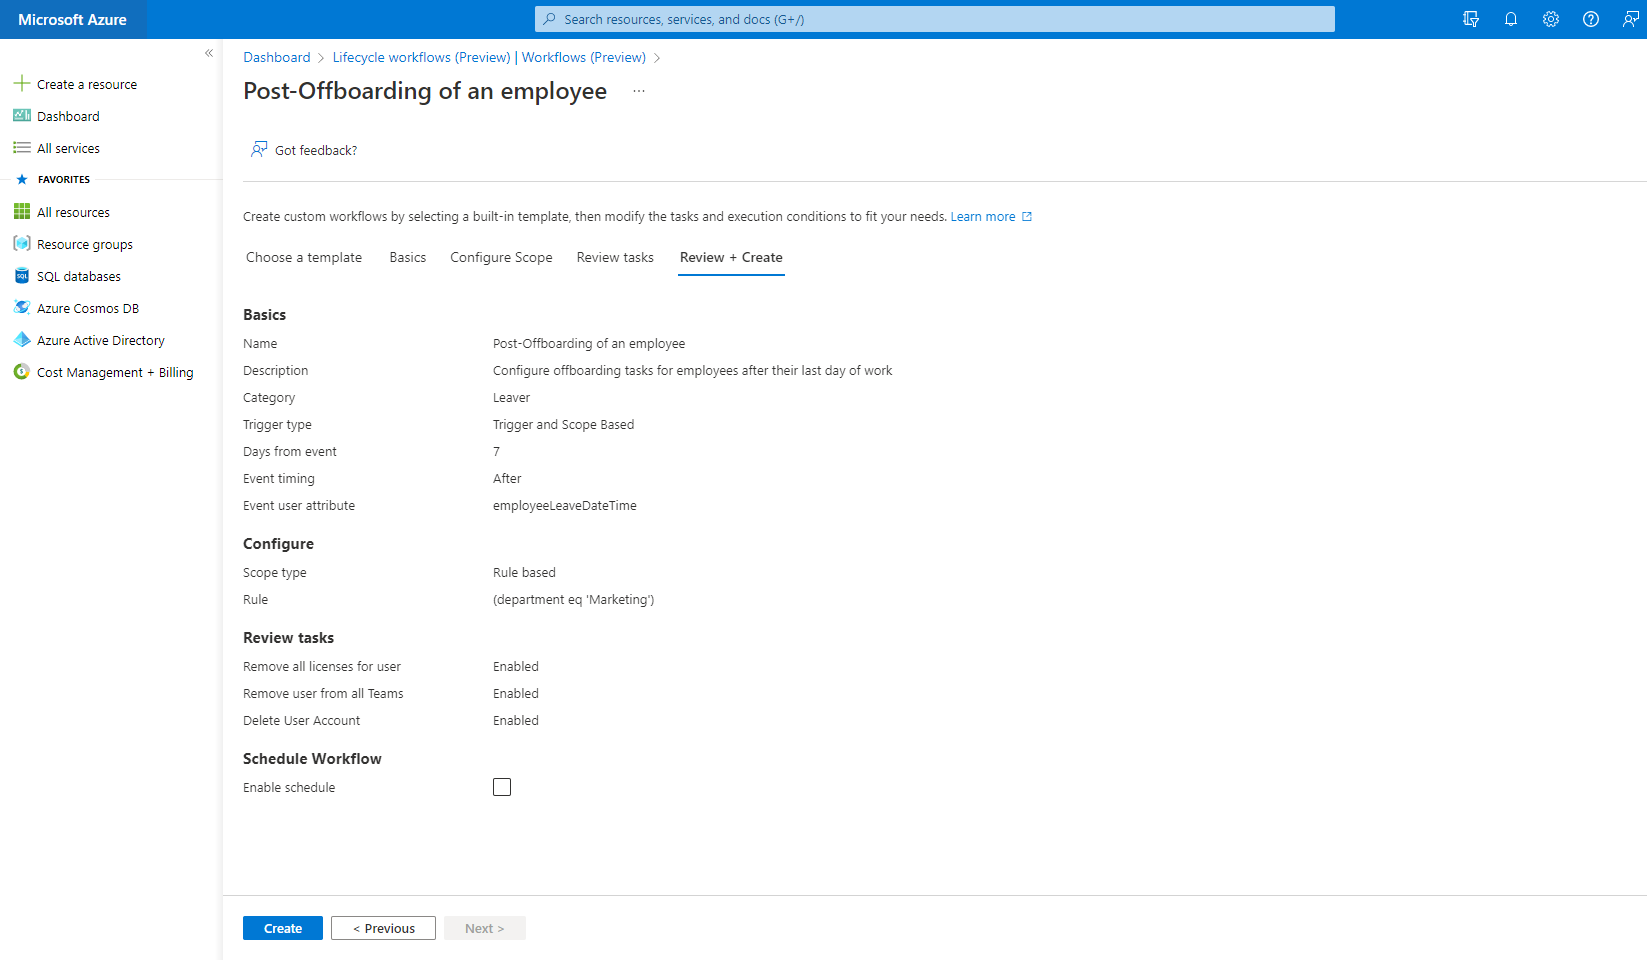 Microsoft Azure
Search resources, services, and docs (G+/)
«
Create a resource
Dashboard
All services
FAVORITES
All resources
Resource groups
SQL databases
Azure Cosmos DB
Azure Active Directory
Cost Management + Billing
Dashboard > Lifecycle workflows (Preview) | Workflows (Preview) >
Post-Offboarding of an employee ...
Got feedback?
Create custom workflows by selecting a built-in template, then modify the tasks and execution conditions to fit your needs. Learn more
Choose a template Basics Configure Scope Review tasks Review + Create
Basics
Name Post-Offboarding of an employee
Description Configure offboarding tasks for employees after their last day of work
Category Leaver
Trigger type Trigger and Scope Based
Days from event 7
Event timing After
Event user attribute employeeLeaveDateTime
Configure
Scope type Rule based
Rule (department eq 'Marketing')
Review tasks
Remove all licenses for user Enabled
Remove user from all Teams Enabled
Delete User Account Enabled
Schedule Workflow
Enable schedule
Create < Previous Next >